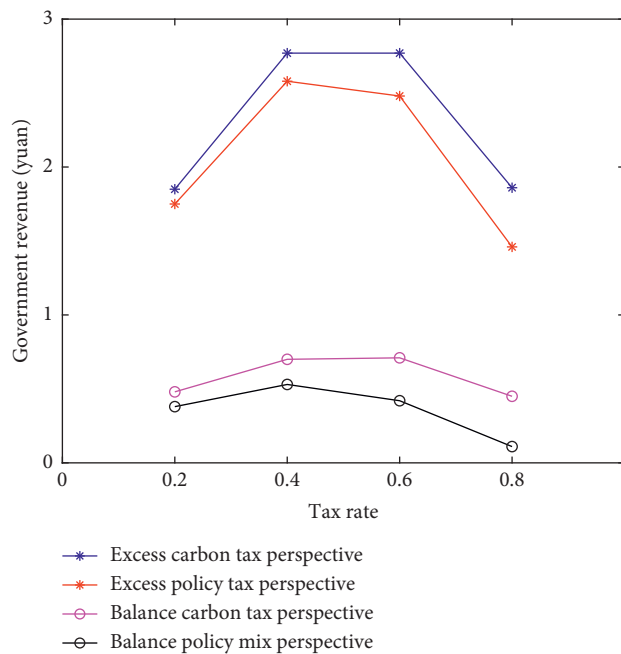 3
2
1
0
Government revenue (yuan)
0
0.2
0.4
0.6
0.8
Tax rate
Excess carbon tax perspective
Excess policy tax perspective
Balance carbon tax perspective
Balance policy mix perspective